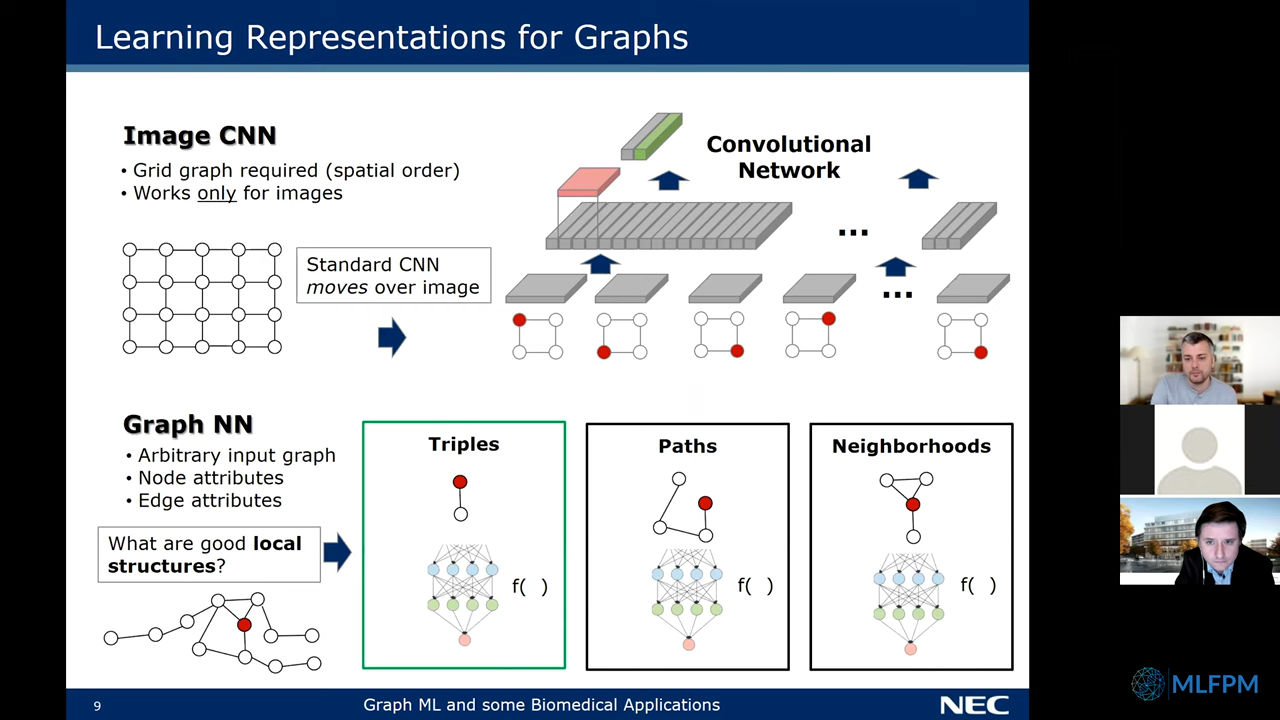 Learning Representations for Graphs
Image CNN
• Grid graph required (spatial order)
• Works only for images
Convolutional
Network
...
Standard CNN
moves over image
...
Graph NN
• Arbitrary input graph
• Node attributes
• Edge attributes
What are good local
structures?
Triples
f( )
Paths
f( )
Neighborhoods
f( )
9
Graph ML and some Biomedical Applications
NEC
MLFPM